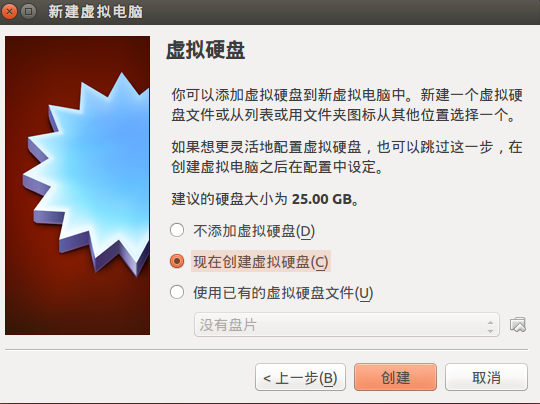 新建虚拟电脑
虚拟硬盘
你可以添加虚拟硬盘到新虚拟电脑中。新建一个虚拟硬
盘文件或从列表或用文件夹图标从其他位置选择一个。
如果想更灵活地配置虚拟硬盘，也可以跳过这一步，在
创建虚拟电脑之后在配置中设定。
建议的硬盘大小为 25.00 GB。
不添加虚拟硬盘(D)
现在创建虚拟硬盘(C)
使用已有的虚拟硬盘文件(U)
没有盘片
< 上一步(B)
创建
取消